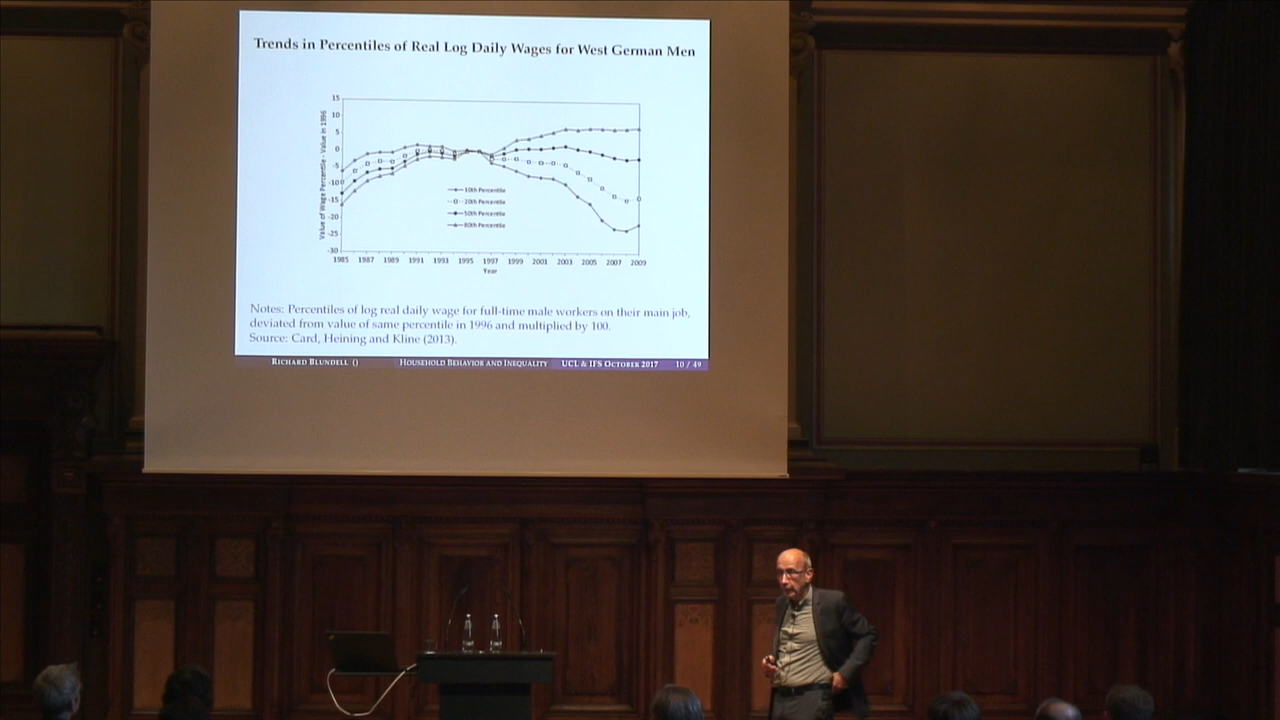 Trends in Percentiles of Real Log Daily Wages for West German Men
Value of Wage Percentile - Value in 1996
15
10
5
0
-5
-10
-15
-20
-25
-30
10th Percentile
20th Percentile
50th Percentile
80th Percentile
1985 1987 1989 1991 1993 1995 1997 1999 2001 2003 2005 2007 2009
Year
Notes: Percentiles of log real daily wage for full-time male workers on their main job,
deviated from value of same percentile in 1996 and multiplied by 100.
Source: Card, Heining and Kline (2013).
RICHARD BLUNDELL () HOUSEHOLD BEHAVIOR AND INEQUALITY UCL & IFS OCTOBER 2017 10 / 49